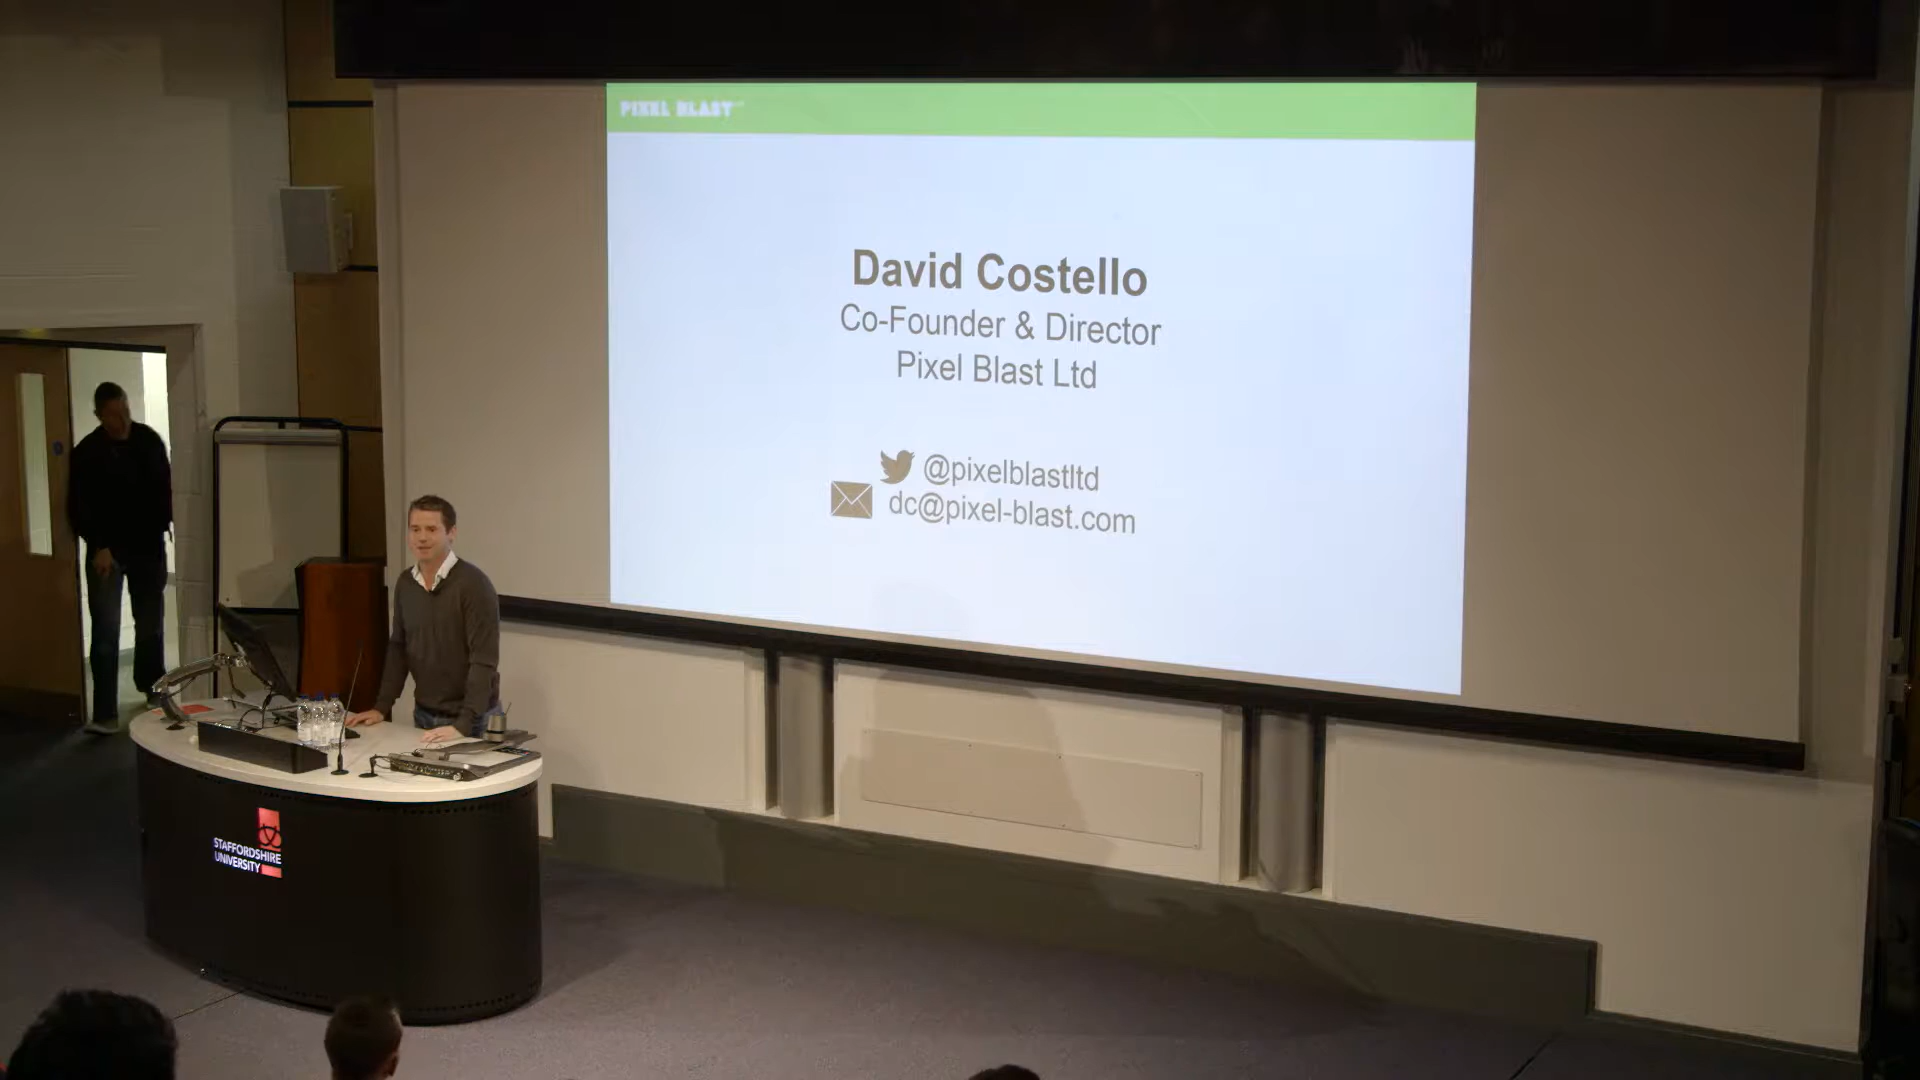 PIXEL BLAST
David Costello
Co-Founder & Director
Pixel Blast Ltd
@pixelblastltd
dc@pixel-blast.com
STAFFORDSHIRE
UNIVERSITY